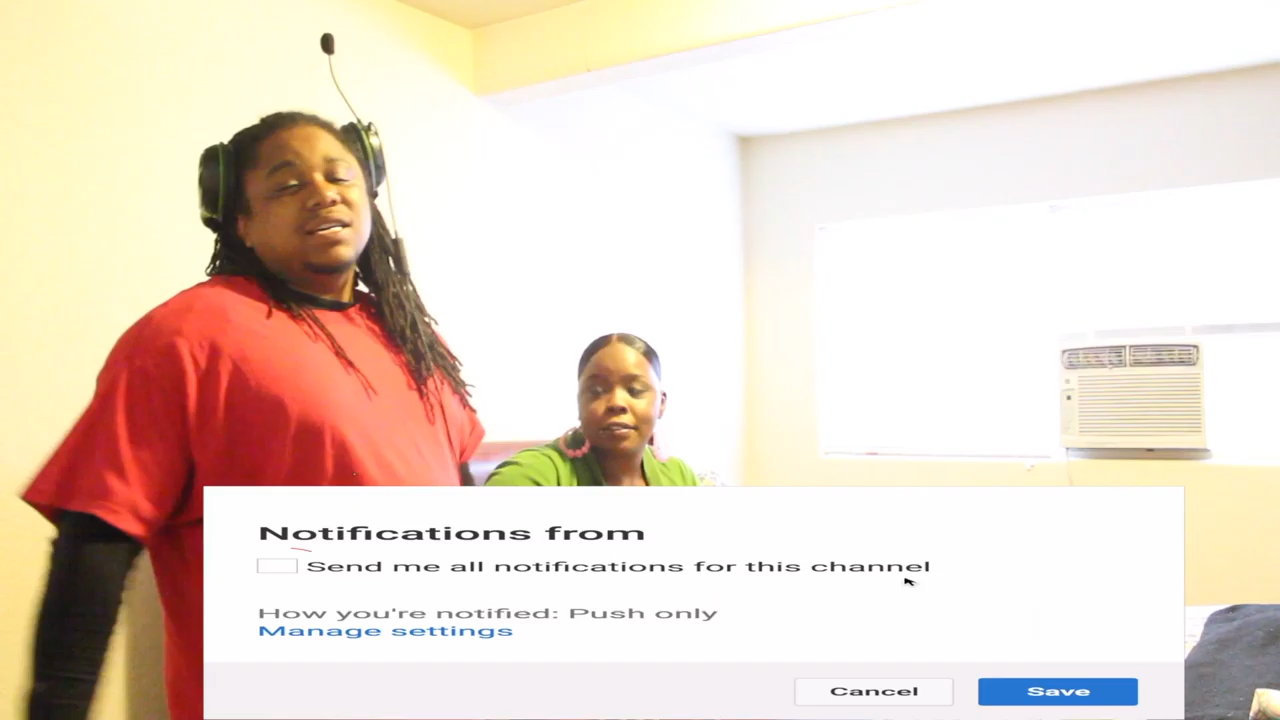 Notifications from
Send me all notifications for this channel
How you're notified: Push only
Manage settings
Cancel
Save